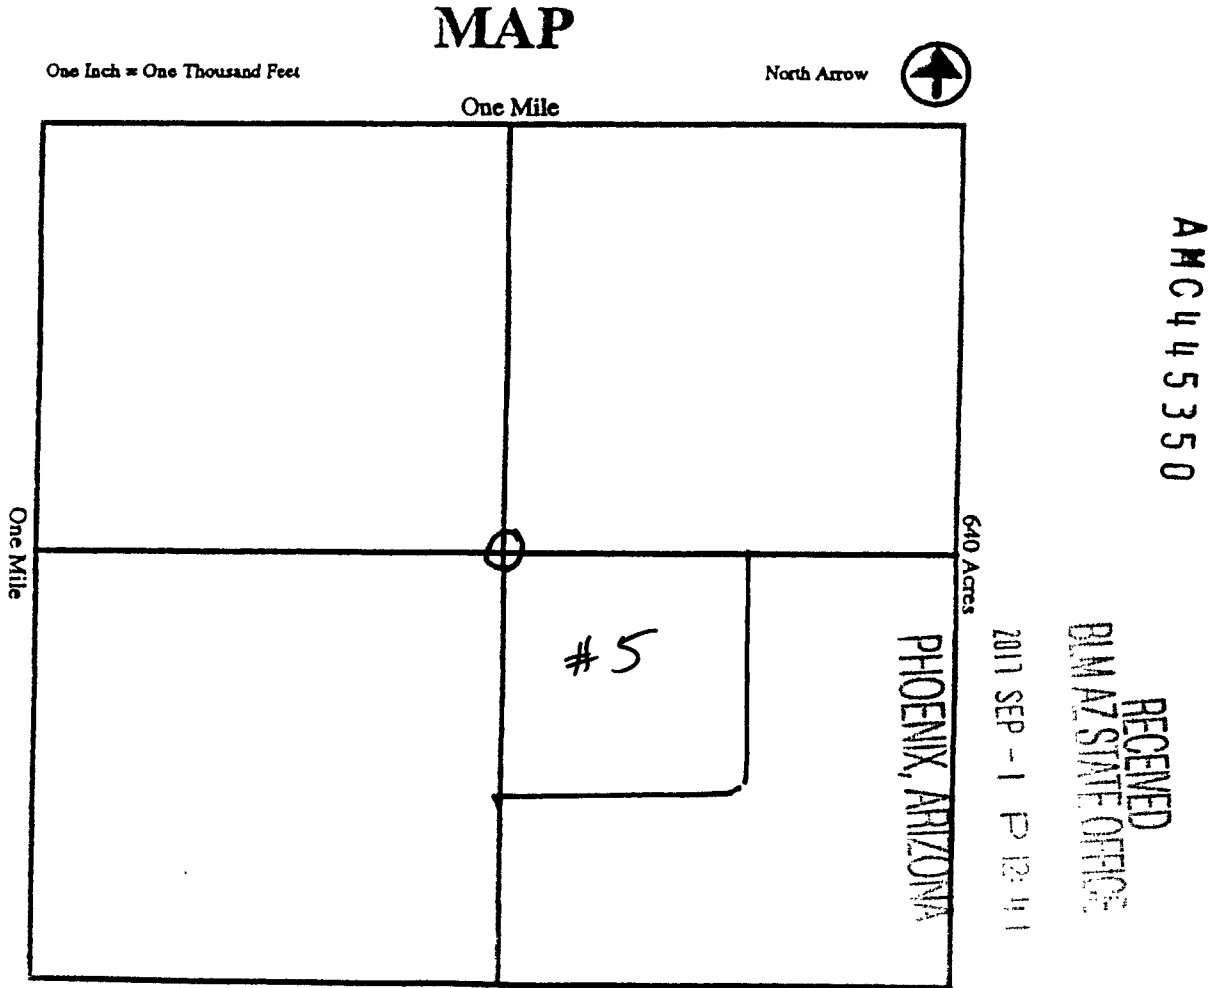 MAP
One Inch = One Thousand Feet
North Arrow
One Mile
One Mile
640 Acres
#5
AMC445350
RECEIVED
BLM AZ STATE OFFICE
2017 SEP -1 P 12:41
PHOENIX, ARIZONA